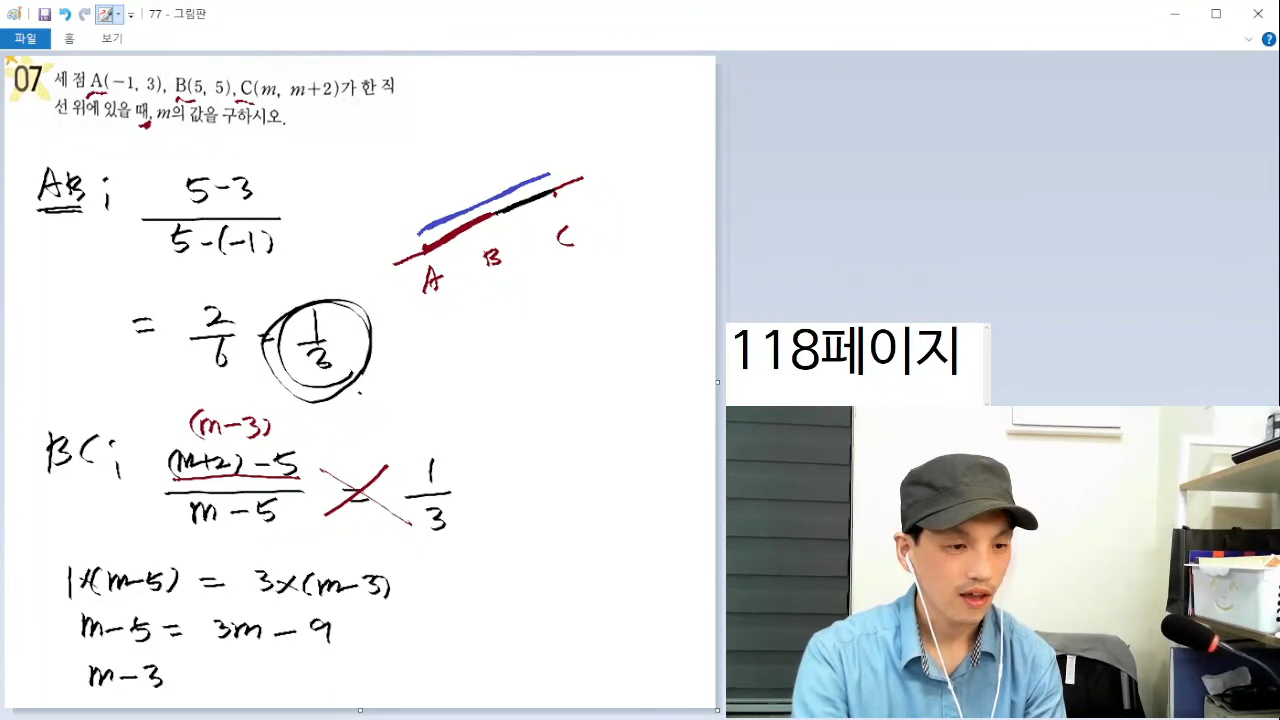 77 - 그림판
파일 홈 보기
07 세 점 A(-1, 3), B(5, 5), C(m, m+2)가 한 직
선 위에 있을 때, m의 값을 구하시오.
AB ;
5-3
5-(-1)
A B C
= 2/6 = 1/3
(m-3)
BC ;
(m+2)-5
m-5
= 1/3
1×(m-5) = 3×(m-3)
m-5 = 3m-9
m-3
118페이지